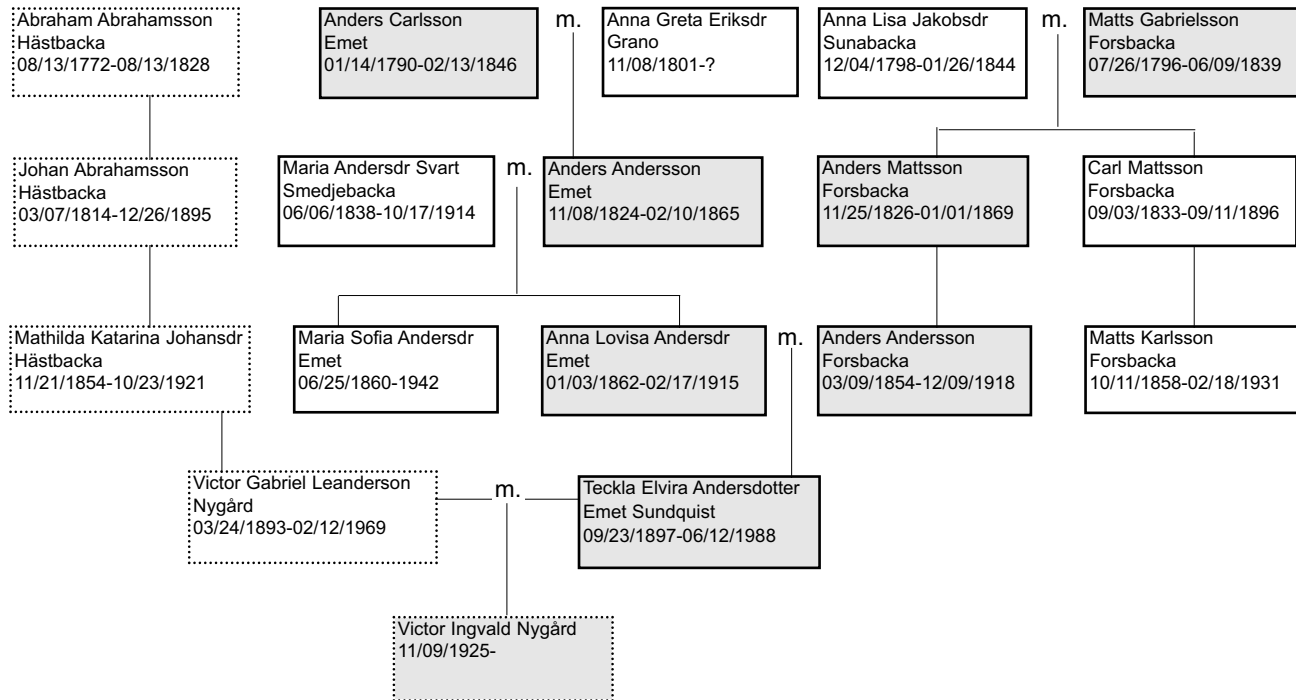 Abraham Abrahamsson
Hästbacka
08/13/1772-08/13/1828
Anders Carlsson
Emet
01/14/1790-02/13/1846
m.
Anna Greta Eriksdr
Grano
11/08/1801-?
Anna Lisa Jakobsdr
Sunabacka
12/04/1798-01/26/1844
m.
Matts Gabrielsson
Forsbacka
07/26/1796-06/09/1839
Johan Abrahamsson
Hästbacka
03/07/1814-12/26/1895
Maria Andersdr Svart
Smedjebacka
06/06/1838-10/17/1914
m.
Anders Andersson
Emet
11/08/1824-02/10/1865
Anders Mattsson
Forsbacka
11/25/1826-01/01/1869
Carl Mattsson
Forsbacka
09/03/1833-09/11/1896
Mathilda Katarina Johansdr
Hästbacka
11/21/1854-10/23/1921
Maria Sofia Andersdr
Emet
06/25/1860-1942
Anna Lovisa Andersdr
Emet
01/03/1862-02/17/1915
m.
Anders Andersson
Forsbacka
03/09/1854-12/09/1918
Matts Karlsson
Forsbacka
10/11/1858-02/18/1931
Victor Gabriel Leanderson
Nygård
03/24/1893-02/12/1969
m.
Teckla Elvira Andersdotter
Emet Sundquist
09/23/1897-06/12/1988
Victor Ingvald Nygård
11/09/1925-